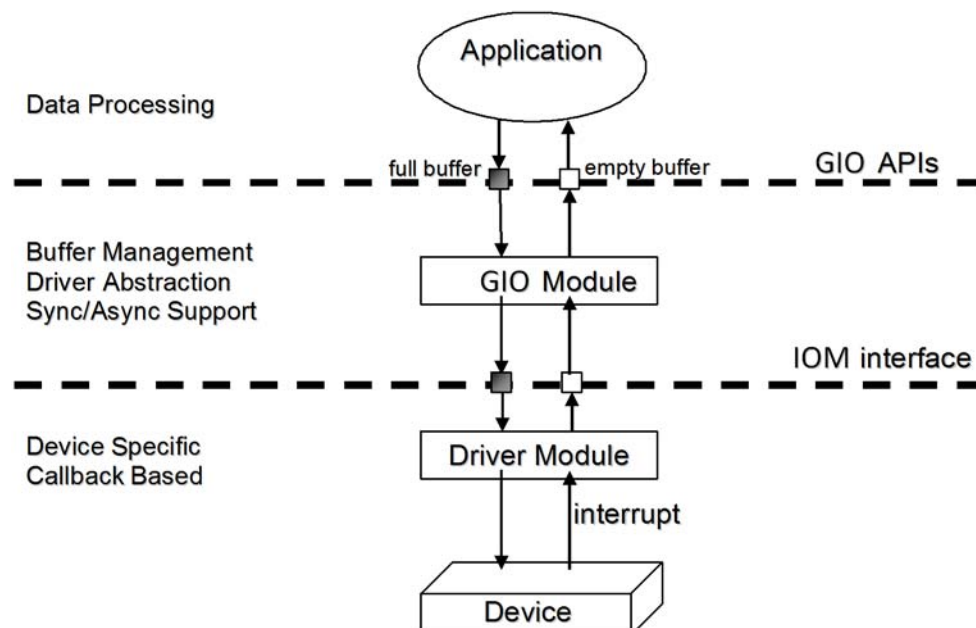 Application
Data Processing
full buffer
empty buffer
GIO APIs
Buffer Management
Driver Abstraction
Sync/Async Support
GIO Module
IOM interface
Device Specific
Callback Based
Driver Module
interrupt
Device